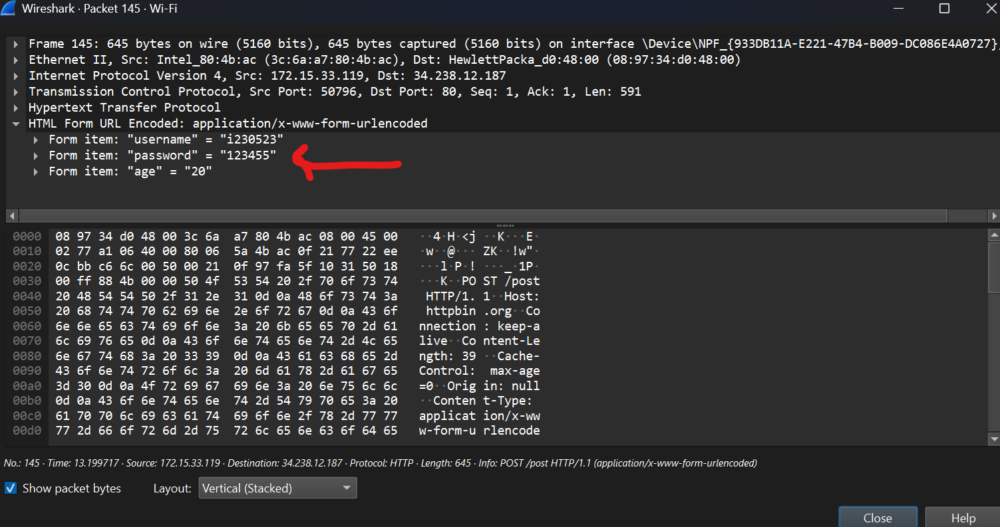 Wireshark · Packet 145 · Wi-Fi
Frame 145: 645 bytes on wire (5160 bits), 645 bytes captured (5160 bits) on interface \Device\NPF_{933DB11A-E221-47B4-B009-DC086E4A0727},
Ethernet II, Src: Intel_80:4b:ac (3c:6a:a7:80:4b:ac), Dst: HewlettPacka_d0:48:00 (08:97:34:d0:48:00)
Internet Protocol Version 4, Src: 172.15.33.119, Dst: 34.238.12.187
Transmission Control Protocol, Src Port: 50796, Dst Port: 80, Seq: 1, Ack: 1, Len: 591
Hypertext Transfer Protocol
HTML Form URL Encoded: application/x-www-form-urlencoded
Form item: "username" = "i230523"
Form item: "password" = "123455"
Form item: "age" = "20"
0000 08 97 34 d0 48 00 3c 6a a7 80 4b ac 08 00 45 00 ··4·H·<j ··K···E·
0010 02 77 a1 06 40 00 80 06 5a 4b ac 0f 21 77 22 ee ·w··@··· ZK··!w"·
0020 0c bb c6 6c 00 50 00 21 0f 97 fa 5f 10 31 50 18 ···l·P·! ···_·1P·
0030 00 ff 88 4b 00 00 50 4f 53 54 20 2f 70 6f 73 74 ···K··PO ST /post
0040 20 48 54 54 50 2f 31 2e 31 0d 0a 48 6f 73 74 3a HTTP/1. 1··Host:
0050 20 68 74 74 70 62 69 6e 2e 6f 72 67 0d 0a 43 6f httpbin .org··Co
0060 6e 6e 65 63 74 69 6f 6e 3a 20 6b 65 65 70 2d 61 nnection : keep-a
0070 6c 69 76 65 0d 0a 43 6f 6e 74 65 6e 74 2d 4c 65 live··Co ntent-Le
0080 6e 67 74 68 3a 20 33 39 0d 0a 43 61 63 68 65 2d ngth: 39 ··Cache-
0090 43 6f 6e 74 72 6f 6c 3a 20 6d 61 78 2d 61 67 65 Control: max-age
00a0 3d 30 0d 0a 4f 72 69 67 69 6e 3a 20 6e 75 6c 6c =0··Orig in: null
00b0 0d 0a 43 6f 6e 74 65 6e 74 2d 54 79 70 65 3a 20 ··Conten t-Type:
00c0 61 70 70 6c 69 63 61 74 69 6f 6e 2f 78 2d 77 77 applicat ion/x-ww
00d0 77 2d 66 6f 72 6d 2d 75 72 6c 65 6e 63 6f 64 65 w-form-u rlencode
No.: 145 · Time: 13.199717 · Source: 172.15.33.119 · Destination: 34.238.12.187 · Protocol: HTTP · Length: 645 · Info: POST /post HTTP/1.1 (application/x-www-form-urlencoded)
Show packet bytes Layout: Vertical (Stacked)
Close Help